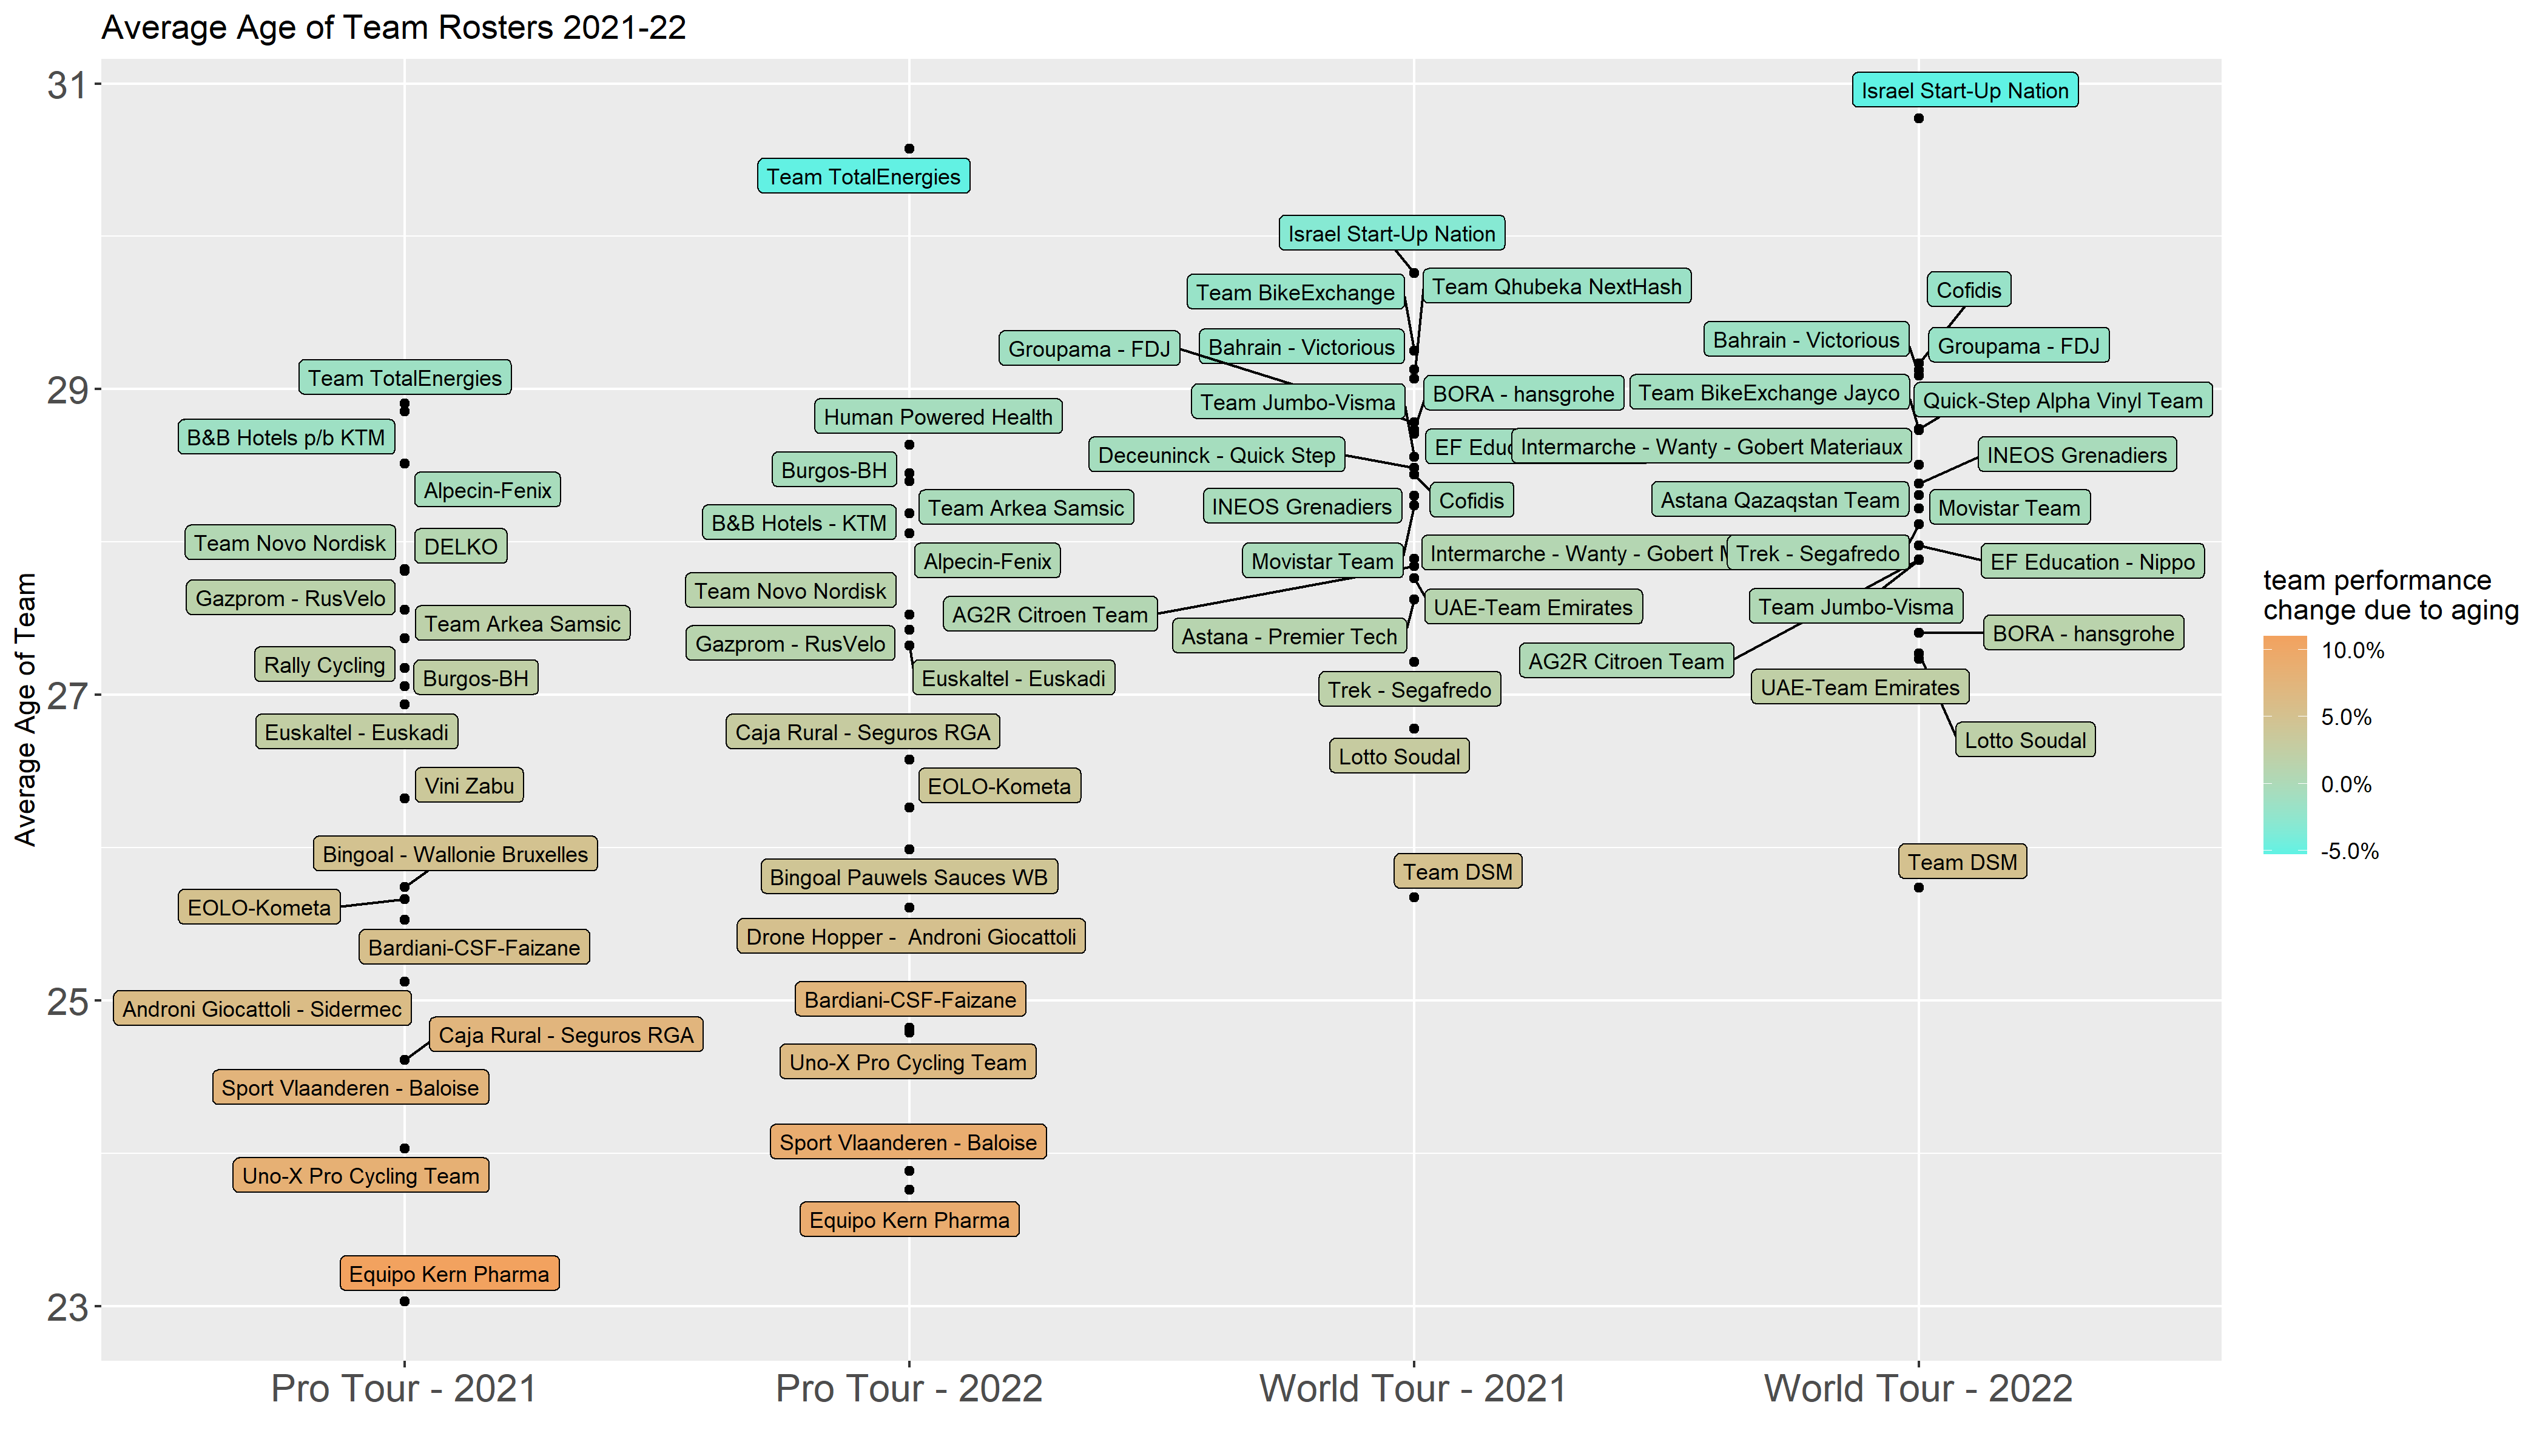 Average Age of Team Rosters 2021-22
Average Age of Team
31
29
27
25
23
Team TotalEnergies
B&B Hotels p/b KTM
Alpecin-Fenix
Team Novo Nordisk
DELKO
Gazprom - RusVelo
Team Arkea Samsic
Rally Cycling
Burgos-BH
Euskaltel - Euskadi
Vini Zabu
Bingoal - Wallonie Bruxelles
EOLO-Kometa
Bardiani-CSF-Faizane
Androni Giocattoli - Sidermec
Caja Rural - Seguros RGA
Sport Vlaanderen - Baloise
Uno-X Pro Cycling Team
Equipo Kern Pharma
Team TotalEnergies
Human Powered Health
Burgos-BH
Team Arkea Samsic
B&B Hotels - KTM
Alpecin-Fenix
Team Novo Nordisk
Gazprom - RusVelo
Euskaltel - Euskadi
Caja Rural - Seguros RGA
EOLO-Kometa
Bingoal Pauwels Sauces WB
Drone Hopper -  Androni Giocattoli
Bardiani-CSF-Faizane
Uno-X Pro Cycling Team
Sport Vlaanderen - Baloise
Equipo Kern Pharma
Israel Start-Up Nation
Team BikeExchange
Team Qhubeka NextHash
Groupama - FDJ
Bahrain - Victorious
Team Jumbo-Visma
BORA - hansgrohe
Deceuninck - Quick Step
EF
INEOS Grenadiers
Cofidis
Movistar Team
Intermarche - Wanty - Gobert
AG2R Citroen Team
UAE-Team Emirates
Astana - Premier Tech
Trek - Segafredo
Lotto Soudal
Team DSM
Israel Start-Up Nation
Cofidis
Bahrain - Victorious
Groupama - FDJ
Team BikeExchange Jayco
Quick-Step Alpha Vinyl Team
Intermarche - Wanty - Gobert Materiaux
INEOS Grenadiers
Astana Qazaqstan Team
Movistar Team
Trek - Segafredo
EF Education - Nippo
Team Jumbo-Visma
BORA - hansgrohe
AG2R Citroen Team
UAE-Team Emirates
Lotto Soudal
Team DSM
team performance
change due to aging
10.0%
5.0%
0.0%
-5.0%
Pro Tour - 2021
Pro Tour - 2022
World Tour - 2021
World Tour - 2022